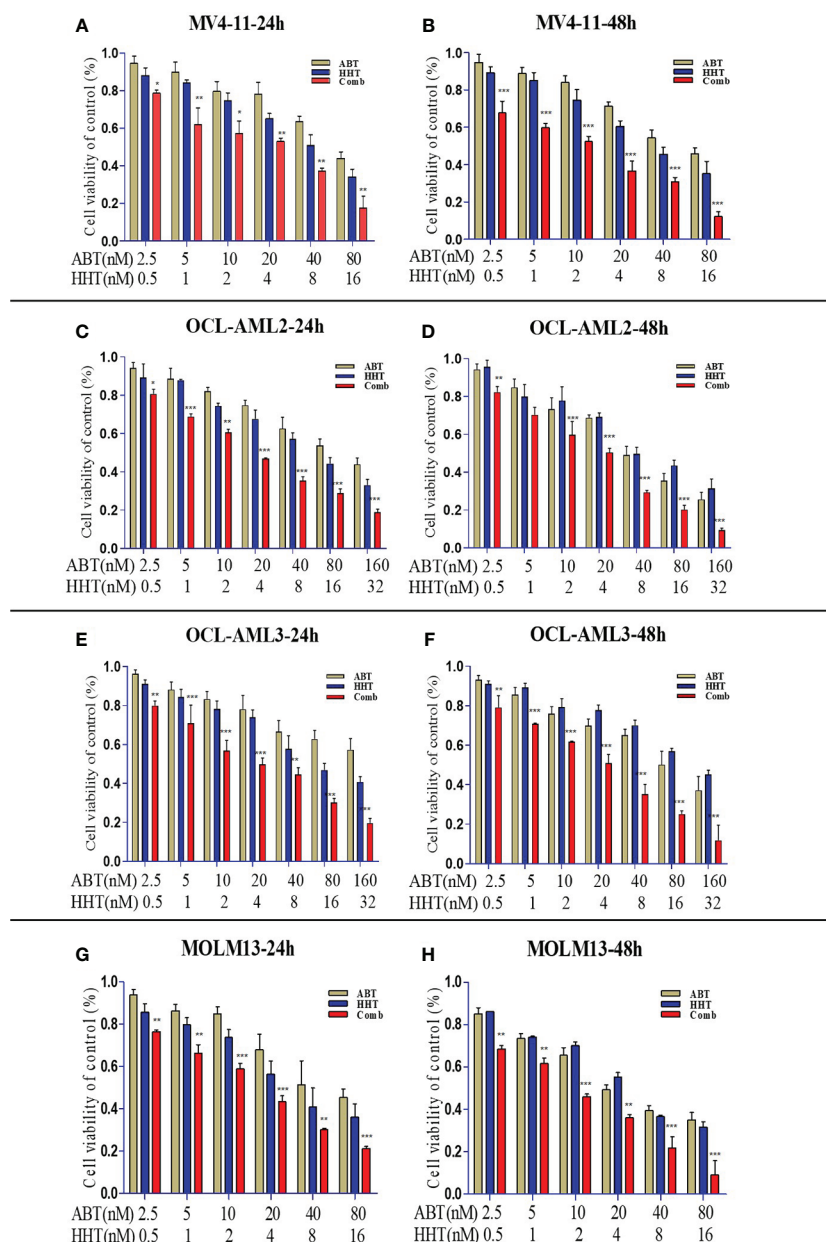 A
MV4-11-24h
Cell viability of control (%)
1.0
0.8
0.6
0.4
0.2
0.0
ABT
HHT
Comb
* ** * ** ** **
ABT(nM) 2.5 5 10 20 40 80
HHT(nM) 0.5 1 2 4 8 16
B
MV4-11-48h
Cell viability of control (%)
1.0
0.8
0.6
0.4
0.2
0.0
ABT
HHT
Comb
*** *** *** *** *** ***
ABT(nM) 2.5 5 10 20 40 80
HHT(nM) 0.5 1 2 4 8 16
C
OCL-AML2-24h
Cell viability of control (%)
1.0
0.8
0.6
0.4
0.2
0.0
ABT
HHT
Comb
* *** ** *** *** *** ***
ABT(nM) 2.5 5 10 20 40 80 160
HHT(nM) 0.5 1 2 4 8 16 32
D
OCL-AML2-48h
Cell viability of control (%)
1.0
0.8
0.6
0.4
0.2
0.0
ABT
HHT
Comb
** *** *** *** *** ***
ABT(nM) 2.5 5 10 20 40 80 160
HHT(nM) 0.5 1 2 4 8 16 32
E
OCL-AML3-24h
Cell viability of control (%)
1.0
0.8
0.6
0.4
0.2
0.0
ABT
HHT
Comb
** *** *** *** ** *** ***
ABT(nM) 2.5 5 10 20 40 80 160
HHT(nM) 0.5 1 2 4 8 16 32
F
OCL-AML3-48h
Cell viability of control (%)
1.0
0.8
0.6
0.4
0.2
0.0
ABT
HHT
Comb
** *** *** *** *** *** ***
ABT(nM) 2.5 5 10 20 40 80 160
HHT(nM) 0.5 1 2 4 8 16 32
G
MOLM13-24h
Cell viability of control (%)
1.0
0.8
0.6
0.4
0.2
0.0
ABT
HHT
Comb
** ** *** *** ** ***
ABT(nM) 2.5 5 10 20 40 80
HHT(nM) 0.5 1 2 4 8 16
H
MOLM13-48h
Cell viability of control (%)
1.0
0.8
0.6
0.4
0.2
0.0
ABT
HHT
Comb
** ** *** ** *** ***
ABT(nM) 2.5 5 10 20 40 80
HHT(nM) 0.5 1 2 4 8 16